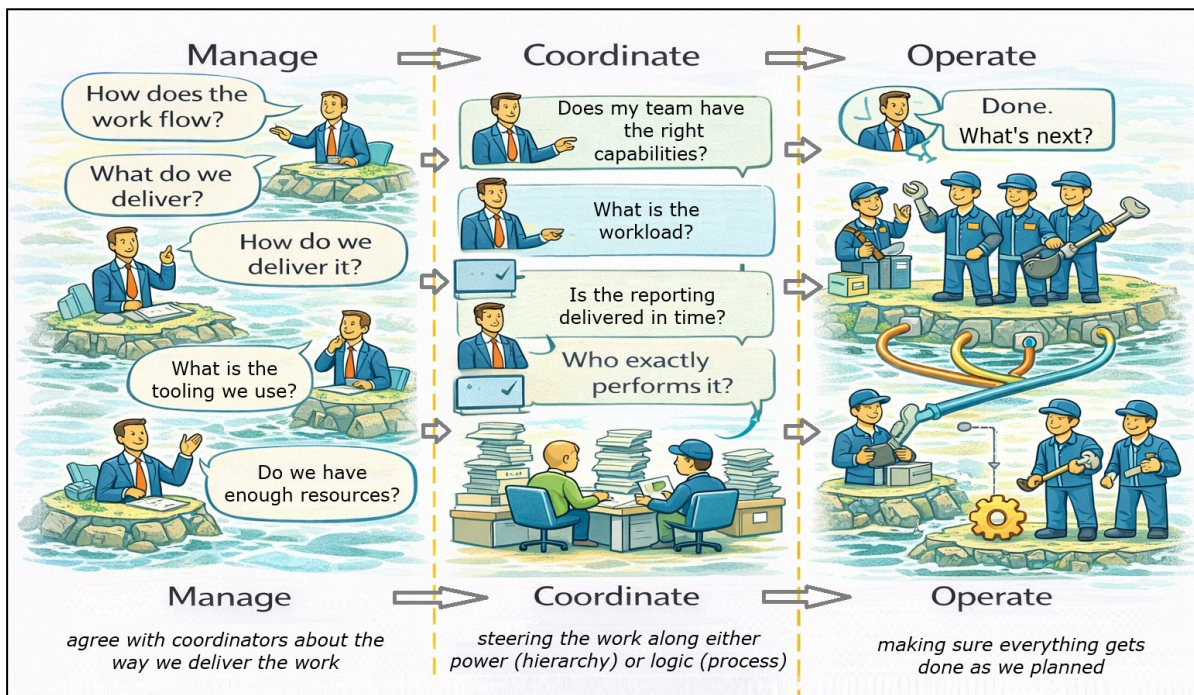 Manage
Coordinate
Operate
How does the
work flow?
What do we
deliver?
How do we
deliver it?
What is the
tooling we use?
Do we have
enough resources?
Does my team have
the right
capabilities?
What is the
workload?
Is the reporting
delivered in time?
Who exactly
performs it?
Done.
What's next?
Manage
Coordinate
Operate
agree with coordinators about the
way we deliver the work
steering the work along either
power (hierarchy) or logic (process)
making sure everything gets
done as we planned